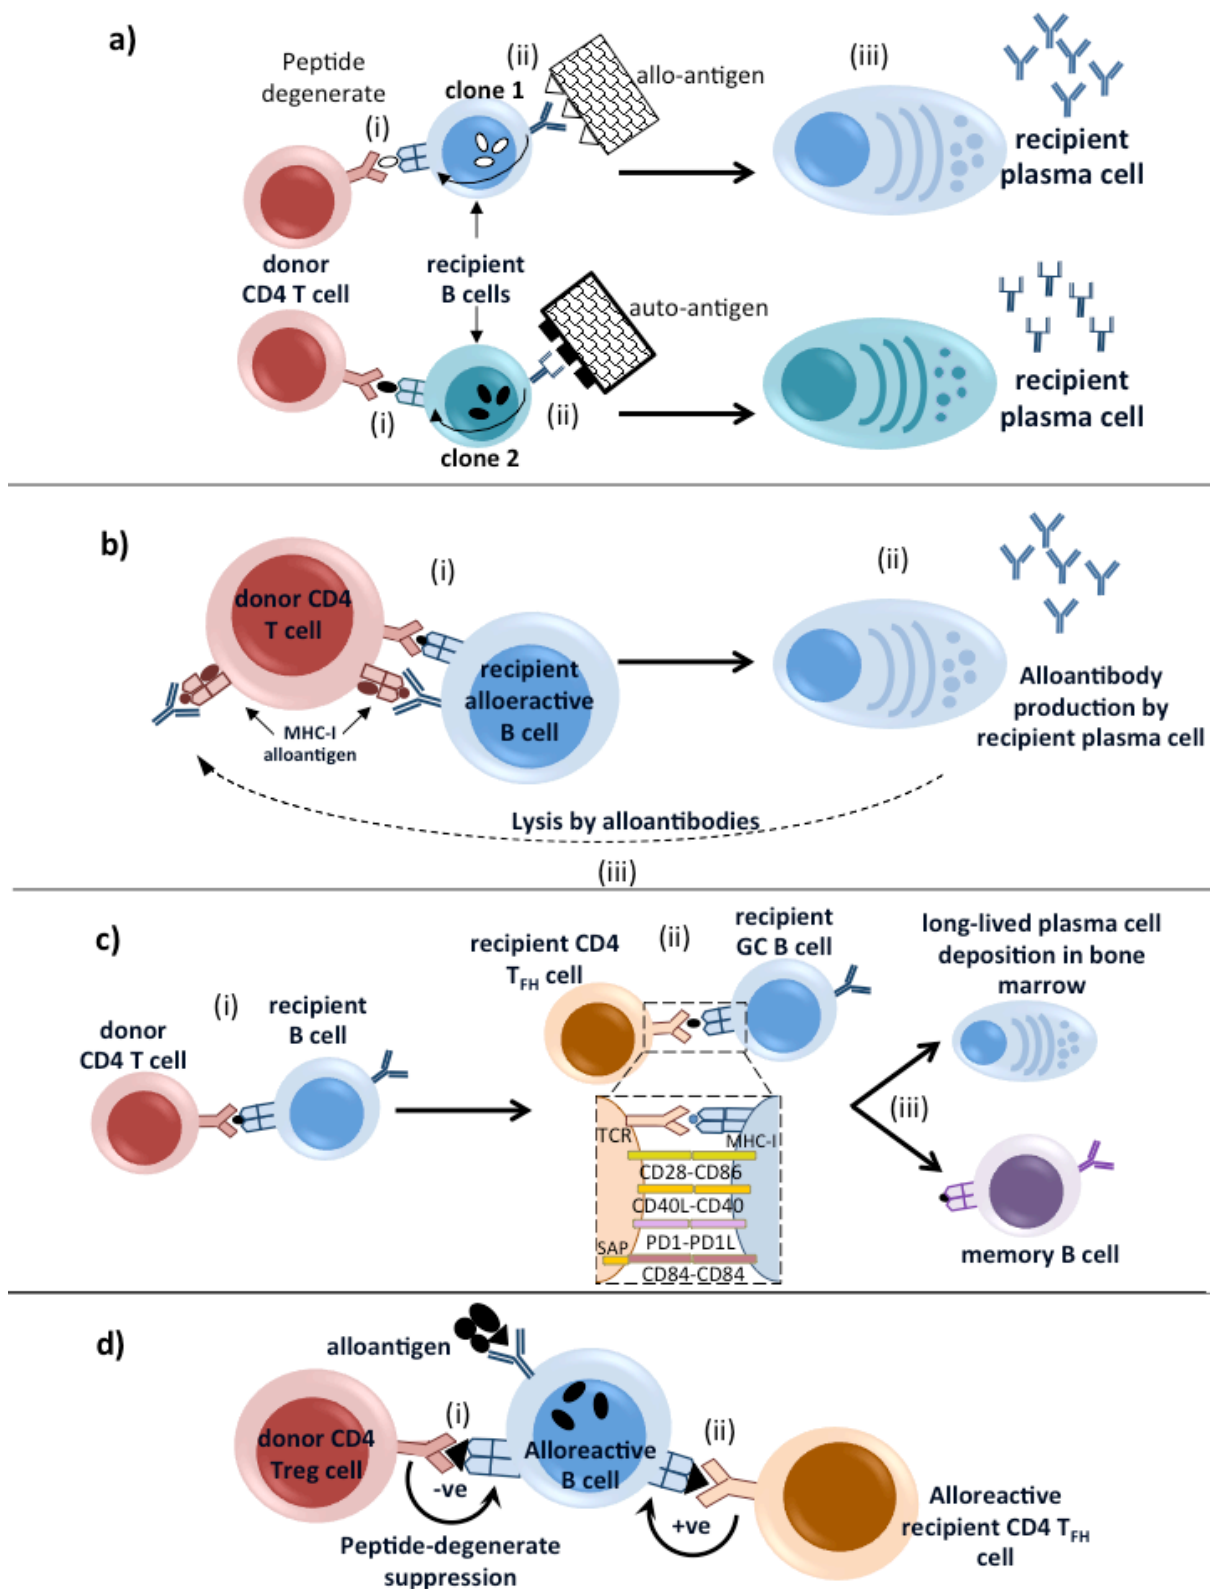 a)
Peptide
degenerate
(i)
clone 1
(ii)
allo-antigen
(iii)
recipient
plasma cell
donor
CD4 T cell
recipient
B cells
auto-antigen
(i)
(ii)
clone 2
recipient
plasma cell
b)
donor CD4
T cell
(i)
recipient
alloeractive
B cell
MHC-I
alloantigen
(ii)
Alloantibody
production by
recipient plasma cell
Lysis by alloantibodies
(iii)
c)
donor
CD4 T cell
(i)
recipient
B cell
recipient CD4
TFH cell
(ii)
recipient
GC B cell
TCR
MHC-I
CD28-CD86
CD40L-CD40
PD1-PD1L
SAP
CD84-CD84
long-lived plasma cell
deposition in bone
marrow
(iii)
memory B cell
d)
alloantigen
donor CD4
Treg cell
(i)
-ve
Peptide-degenerate
suppression
Alloreactive
B cell
(ii)
+ve
Alloreactive
recipient CD4 TFH
cell